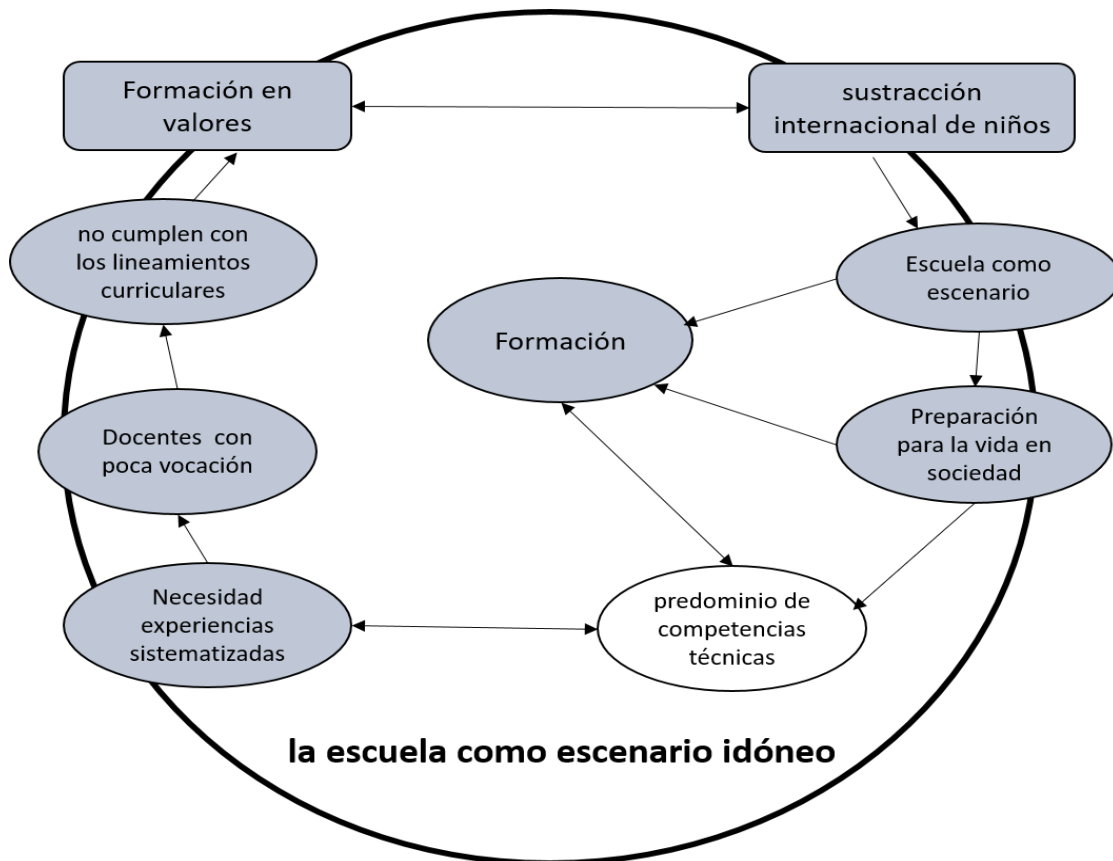 Formación en
valores
sustracción
internacional de niños
no cumplen con
los lineamientos
curriculares
Escuela como
escenario
Formación
Docentes con
poca vocación
Preparación
para la vida en
sociedad
Necesidad
experiencias
sistematizadas
predominio de
competencias
técnicas
la escuela como escenario idóneo